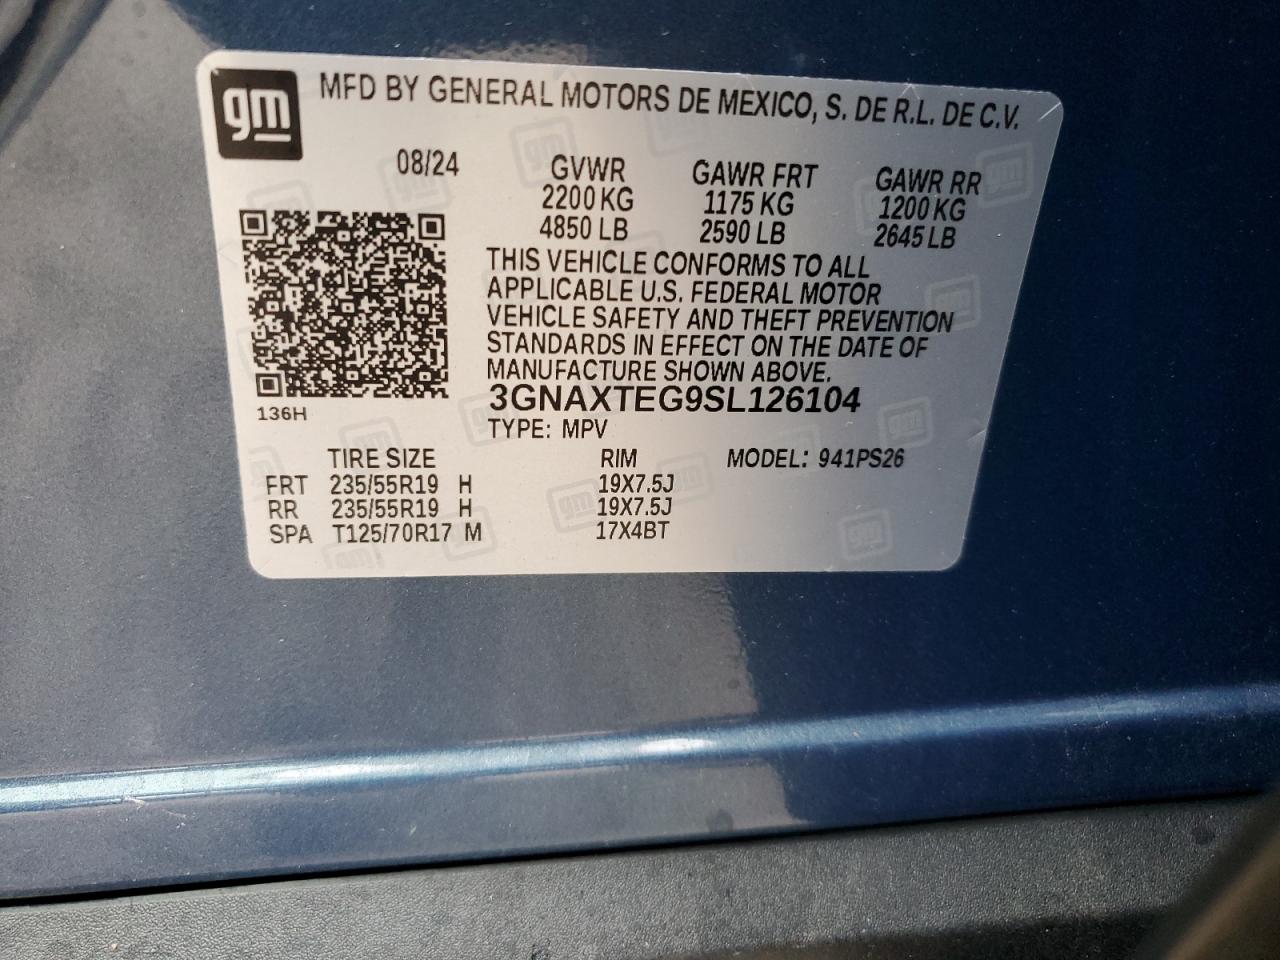 gm MFD BY GENERAL MOTORS DE MEXICO, S. DE R.L. DE C.V.
08/24 GVWR GAWR FRT GAWR RR
2200 KG 1175 KG 1200 KG
4850 LB 2590 LB 2645 LB
THIS VEHICLE CONFORMS TO ALL
APPLICABLE U.S. FEDERAL MOTOR
VEHICLE SAFETY AND THEFT PREVENTION
STANDARDS IN EFFECT ON THE DATE OF
MANUFACTURE SHOWN ABOVE.
3GNAXTEG9SL126104
136H
TYPE: MPV
TIRE SIZE RIM MODEL: 941PS26
FRT 235/55R19 H 19X7.5J
RR 235/55R19 H 19X7.5J
SPA T125/70R17 M 17X4BT